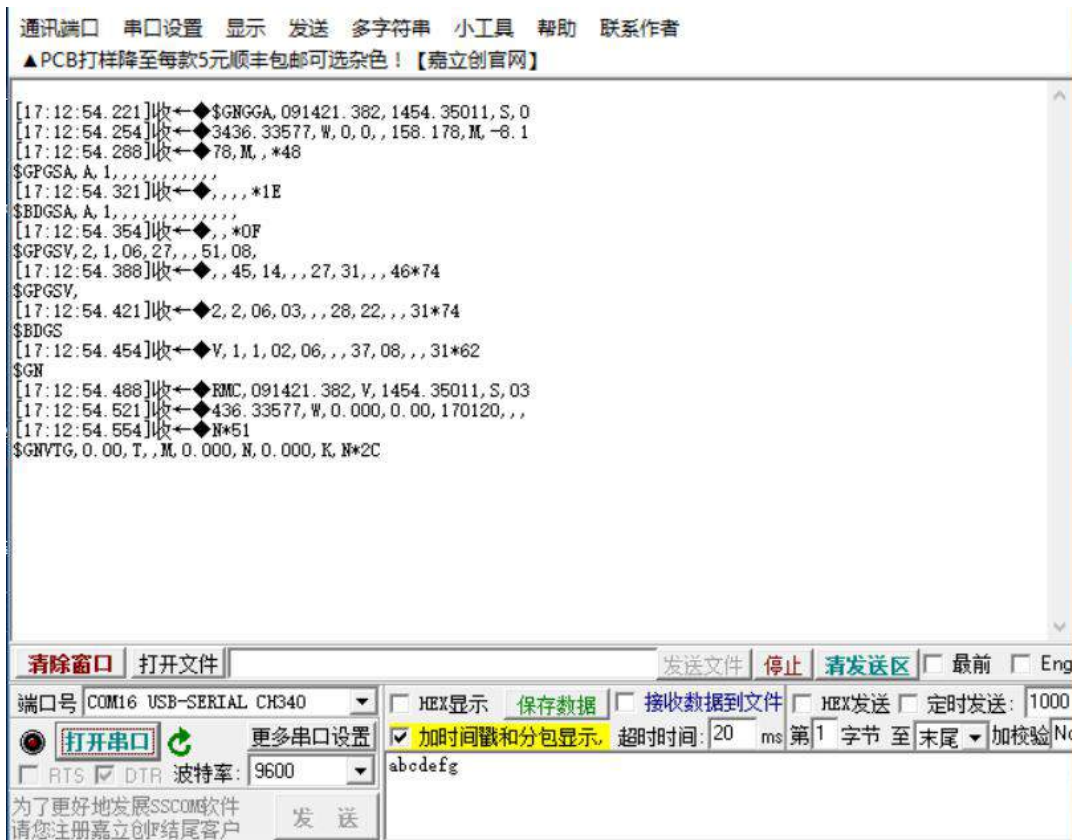 通讯端口 串口设置 显示 发送 多字符串 小工具 帮助 联系作者
▲PCB打样降至每款5元顺丰包邮可选杂色！【嘉立创官网】
[17:12:54.221]收←◆$GNGGA,091421.382,1454.35011,S,0
[17:12:54.254]收←◆3436.33577,W,0,0,,158.178,M,-8.1
[17:12:54.288]收←◆78,M,,*48
$GPGSA,A,1,,,,,,,,,,,
[17:12:54.321]收←◆,,,,*1E
$BDGSA,A,1,,,,,,,,,,,,,
[17:12:54.354]收←◆,,*0F
$GPGSV,2,1,06,27,,,51,08,
[17:12:54.388]收←◆,,45,14,,,27,31,,,46*74
$GPGSV,
[17:12:54.421]收←◆2,2,06,03,,,28,22,,,31*74
$BDGS
[17:12:54.454]收←◆V,1,1,02,06,,,37,08,,,31*62
$GN
[17:12:54.488]收←◆RMC,091421.382,V,1454.35011,S,03
[17:12:54.521]收←◆436.33577,W,0.000,0.00,170120,,,
[17:12:54.554]收←◆N*51
$GNVTG,0.00,T,,M,0.000,N,0.000,K,N*2C
清除窗口 打开文件 发送文件 停止 清发送区 最前 Eng
端口号 COM16 USB-SERIAL CH340 HEX显示 保存数据 接收数据到文件 HEX发送 定时发送: 1000
打开串口 更多串口设置 加时间戳和分包显示, 超时时间: 20 ms 第1 字节 至 末尾 加校验No
RTS DTR 波特率: 9600 abcdefg
为了更好地发展SSCOM软件
请您注册嘉立创F结尾客户 发 送